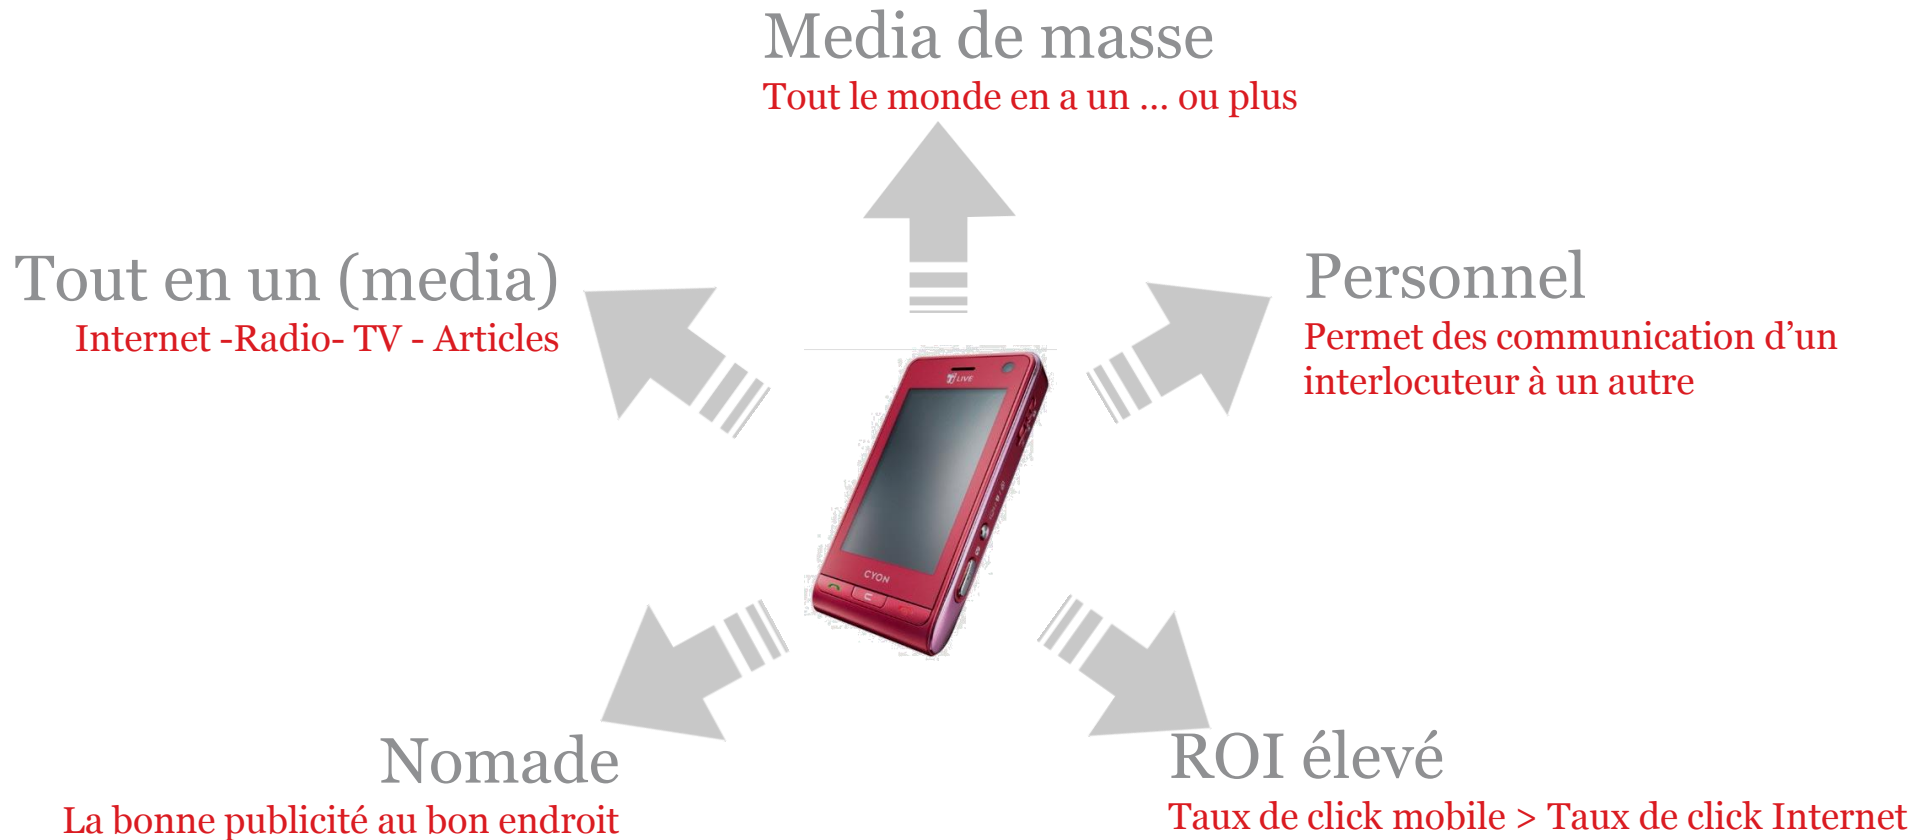 Media de masse
Tout le monde en a un ... ou plus
Tout en un (media)
Internet -Radio- TV - Articles
Personnel
Permet des communication d’un
interlocuteur à un autre
LIVE
CYON
Nomade
La bonne publicité au bon endroit
ROI élevé
Taux de click mobile > Taux de click Internet